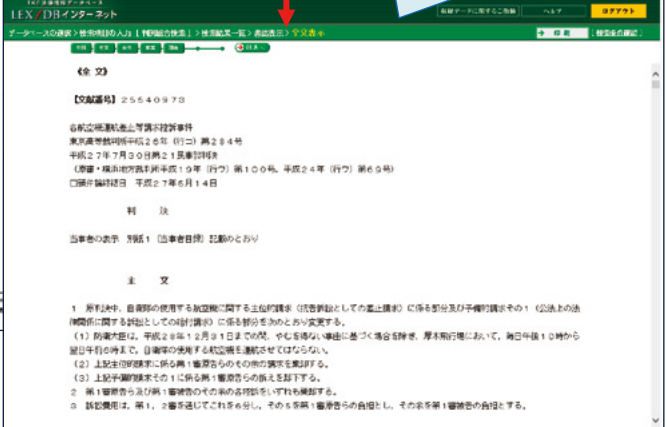 LEX/DBインターネット
収録データに関するご指摘 ヘルプ ログアウト
データベースの選択>検索項目の入力【判例総合検索】>検索結果一覧>書誌表示>全文表示
印刷 [検索条件確認]
《全 文》
【文献番号】25540973
各航空機運航差止等請求控訴事件
東京高等裁判所平成26年(行コ)第284号
平成27年7月30日第21民事部判決
(原審・横浜地方裁判所平成19年(行ウ)第100号、平成24年(行ウ)第69号)
口頭弁論終結日 平成27年5月14日
判 決
当事者の表示 別紙1〔当事者目録〕記載のとおり
主 文
1 原判決中、自衛隊の使用する航空機に関する主位的請求(抗告訴訟としての差止請求)に係る部分及び予備的請求その1(公法上の法
律関係に関する訴訟としての給付請求)に係る部分を次のとおり変更する。
(1)防衛大臣は、平成28年12月31日までの間、やむを得ない事由に基づく場合を除き、厚木飛行場において、毎日午後10時から
翌日午前6時まで、自衛隊の使用する航空機を運航させてはならない。
(2)上記主位的請求に係る第1審原告らのその余の請求を棄却する。
(3)上記予備的請求その1に係る第1審原告らの訴えを却下する。
2 第1審原告ら及び第1審被告のその余の各控訴をいずれも棄却する。
3 訴訟費用は、第1、2審を通じてこれを6分し、その5を第1審原告らの負担とし、その余を第1審被告の負担とする。